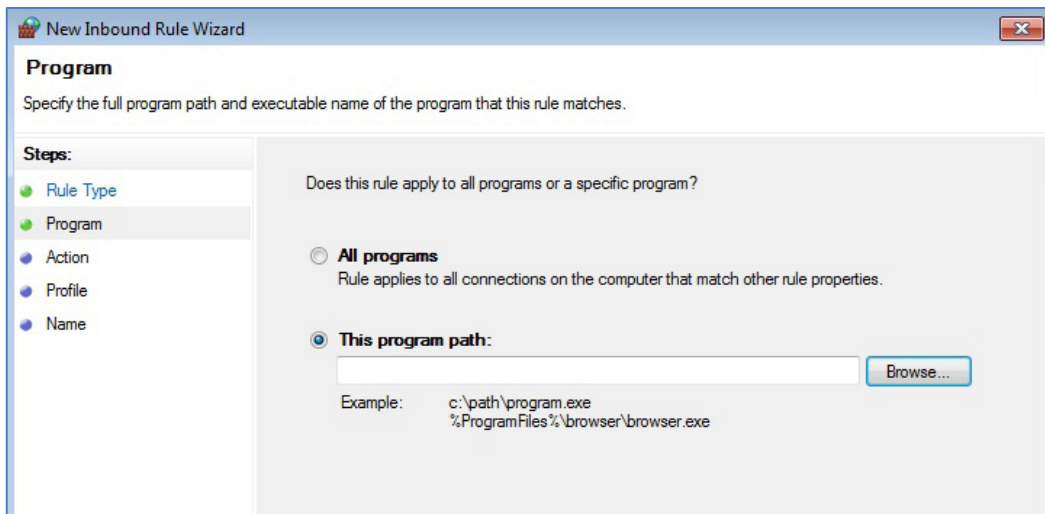 New Inbound Rule Wizard
Program
Specify the full program path and executable name of the program that this rule matches.
Steps:
Rule Type
Program
Action
Profile
Name
Does this rule apply to all programs or a specific program?
All programs
Rule applies to all connections on the computer that match other rule properties.
This program path:
Browse...
Example: c:\path\program.exe
%ProgramFiles%\browser\browser.exe